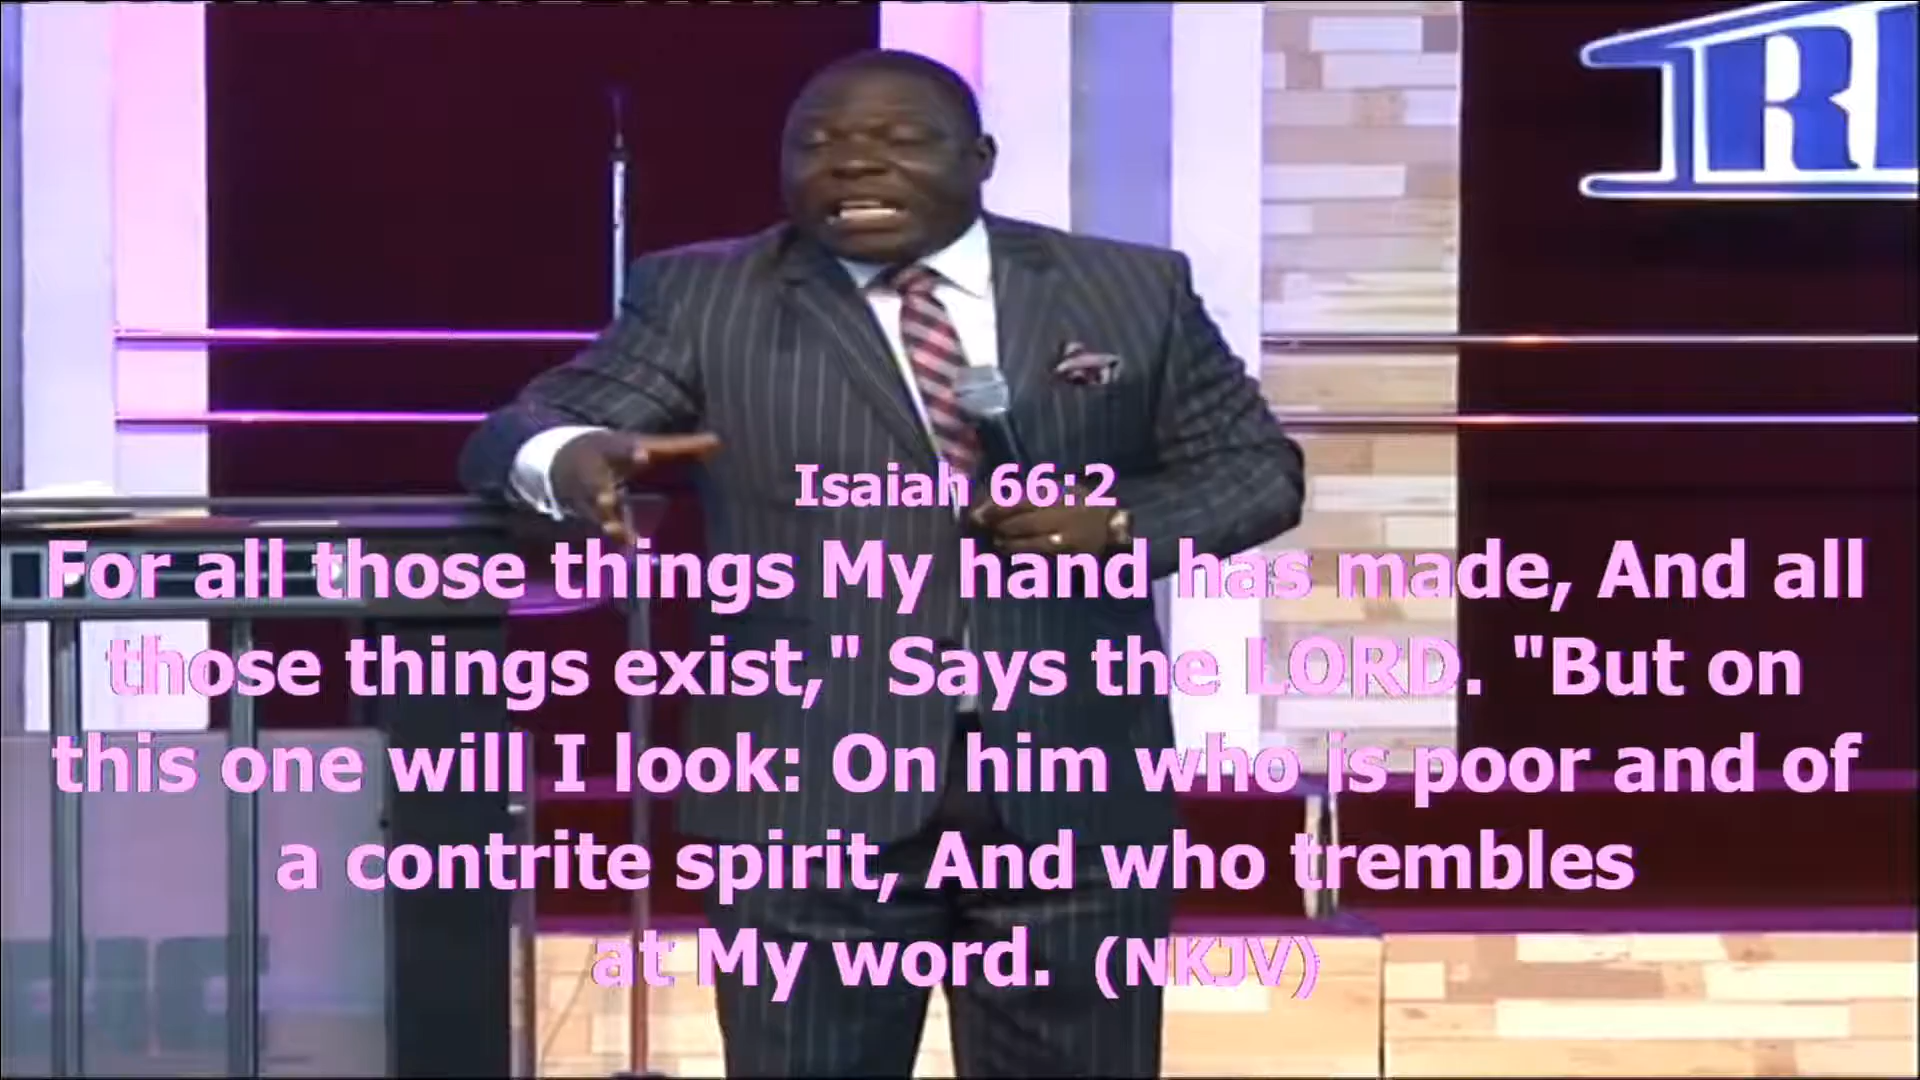 R
Isaiah 66:2
For all those things My hand has made, And all
those things exist," Says the LORD. "But on
this one will I look: On him who is poor and of
a contrite spirit, And who trembles
at My word. (NKJV)